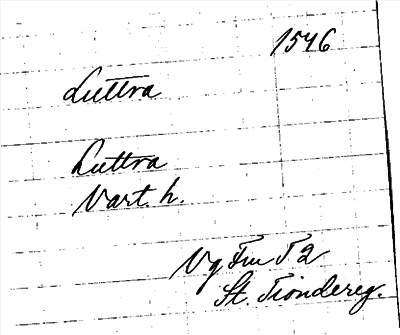 1546
Luttra
Luttra
Vart. h.
Vg Fm T 2
St. Tiondereg.